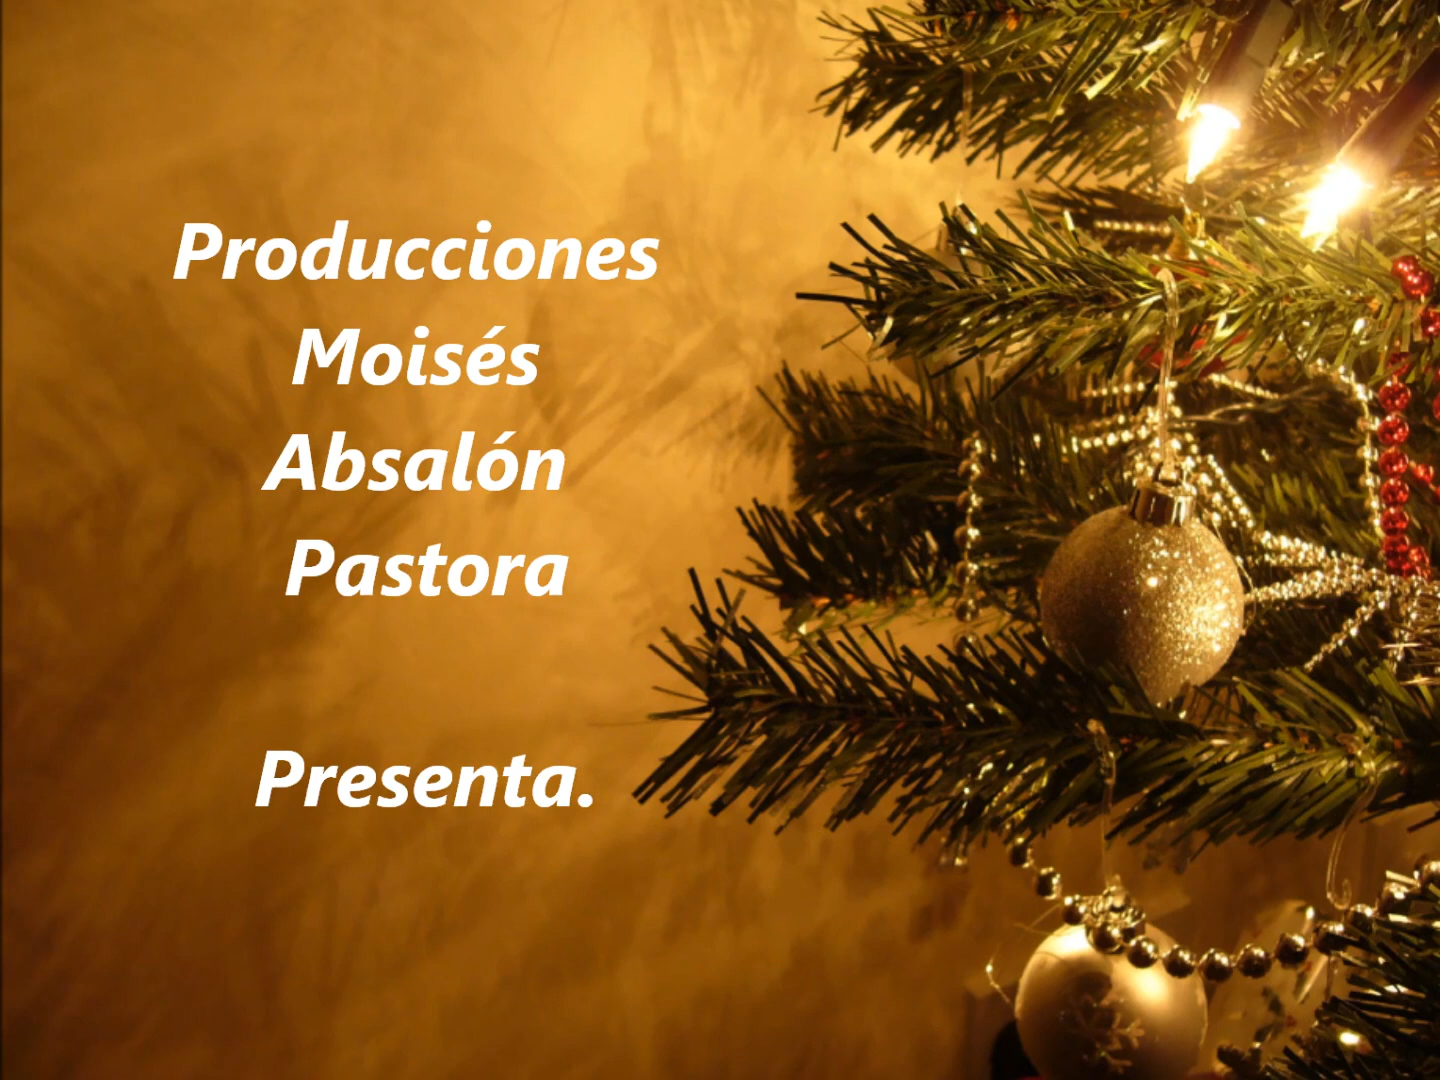 Producciones
Moisés
Absalón
Pastora
Presenta.